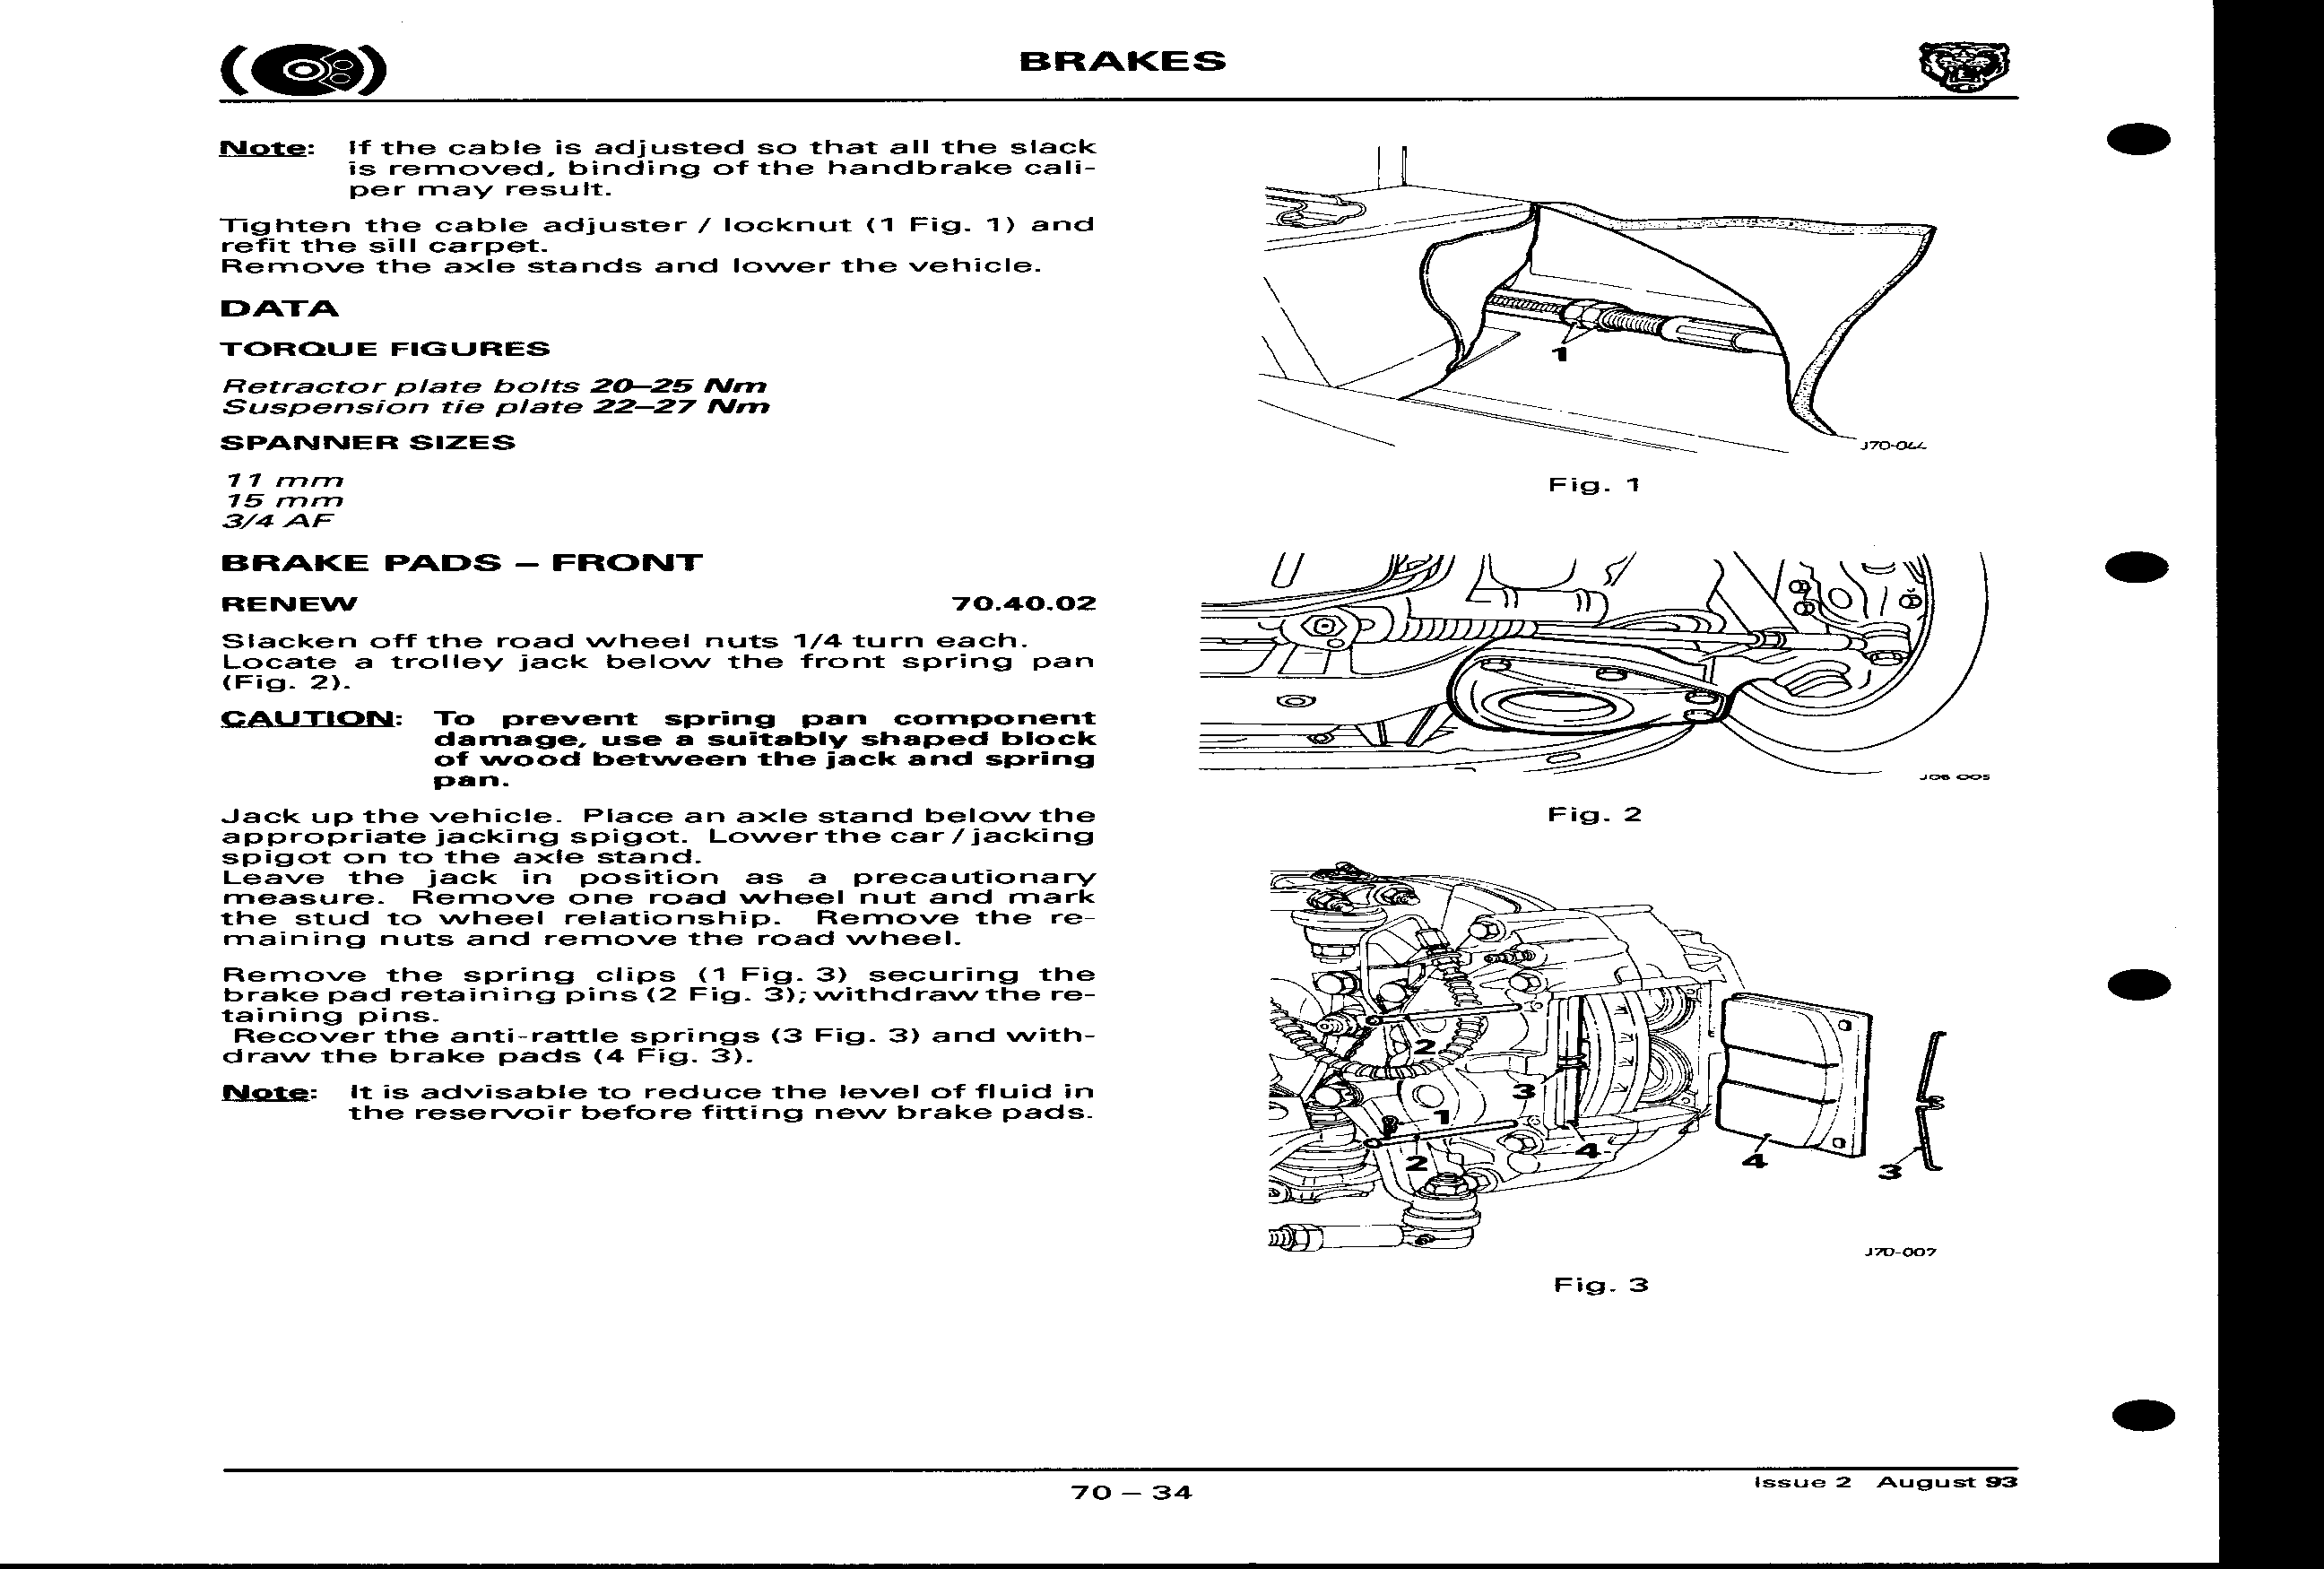 BRAKES
Note: If the cable is adjusted so that all the slack
is removed, binding of the handbrake cali-
per may result.
Tighten the cable adjuster / locknut (1 Fig. 1) and
refit the sill carpet.
Remove the axle stands and lower the vehicle.
DATA
TORQUE FIGURES
Retractor plate bolts 20–25 Nm
Suspension tie plate 22–27 Nm
SPANNER SIZES
11 mm
15 mm
3/4 AF
BRAKE PADS – FRONT
RENEW 70.40.02
Slacken off the road wheel nuts 1/4 turn each.
Locate a trolley jack below the front spring pan
(Fig. 2).
CAUTION: To prevent spring pan component
damage, use a suitably shaped block
of wood between the jack and spring
pan.
Jack up the vehicle. Place an axle stand below the
appropriate jacking spigot. Lower the car / jacking
spigot on to the axle stand.
Leave the jack in position as a precautionary
measure. Remove one road wheel nut and mark
the stud to wheel relationship. Remove the re-
maining nuts and remove the road wheel.
Remove the spring clips (1 Fig. 3) securing the
brake pad retaining pins (2 Fig. 3); withdraw the re-
taining pins.
Recover the anti-rattle springs (3 Fig. 3) and with-
draw the brake pads (4 Fig. 3).
Note: It is advisable to reduce the level of fluid in
the reservoir before fitting new brake pads.
1
J70-044
Fig. 1
J06 005
Fig. 2
2
3
1
2
4
4
3
J70-007
Fig. 3
70 – 34
Issue 2 August 93